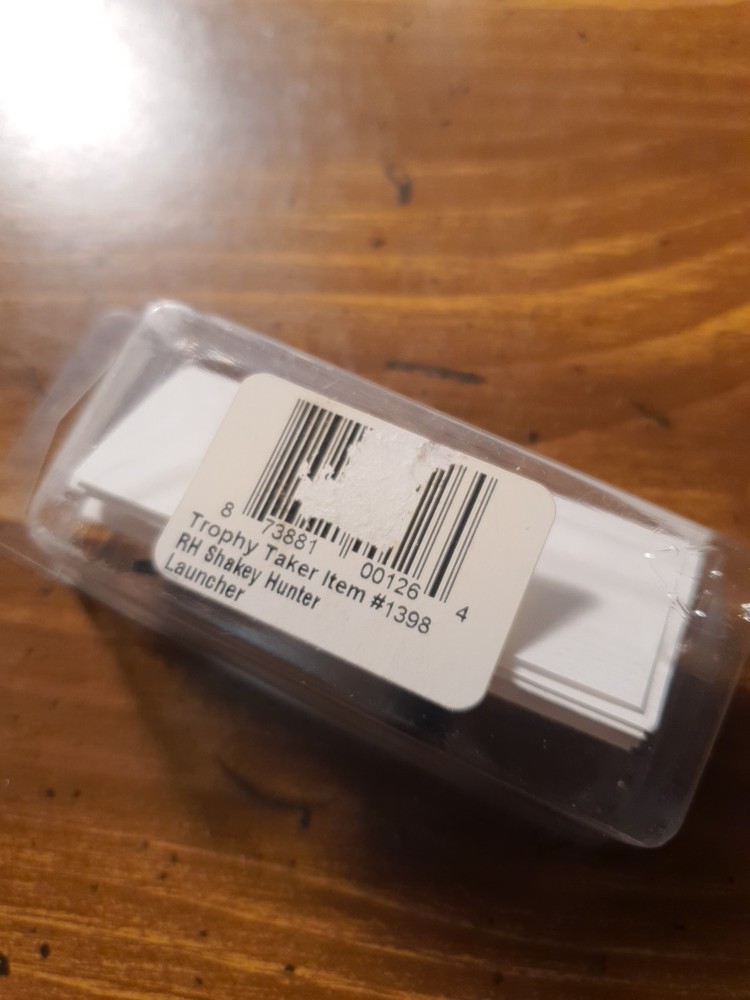 8 73881 00126 4
Trophy Taker Item #1398
RH Shakey Hunter
Launcher